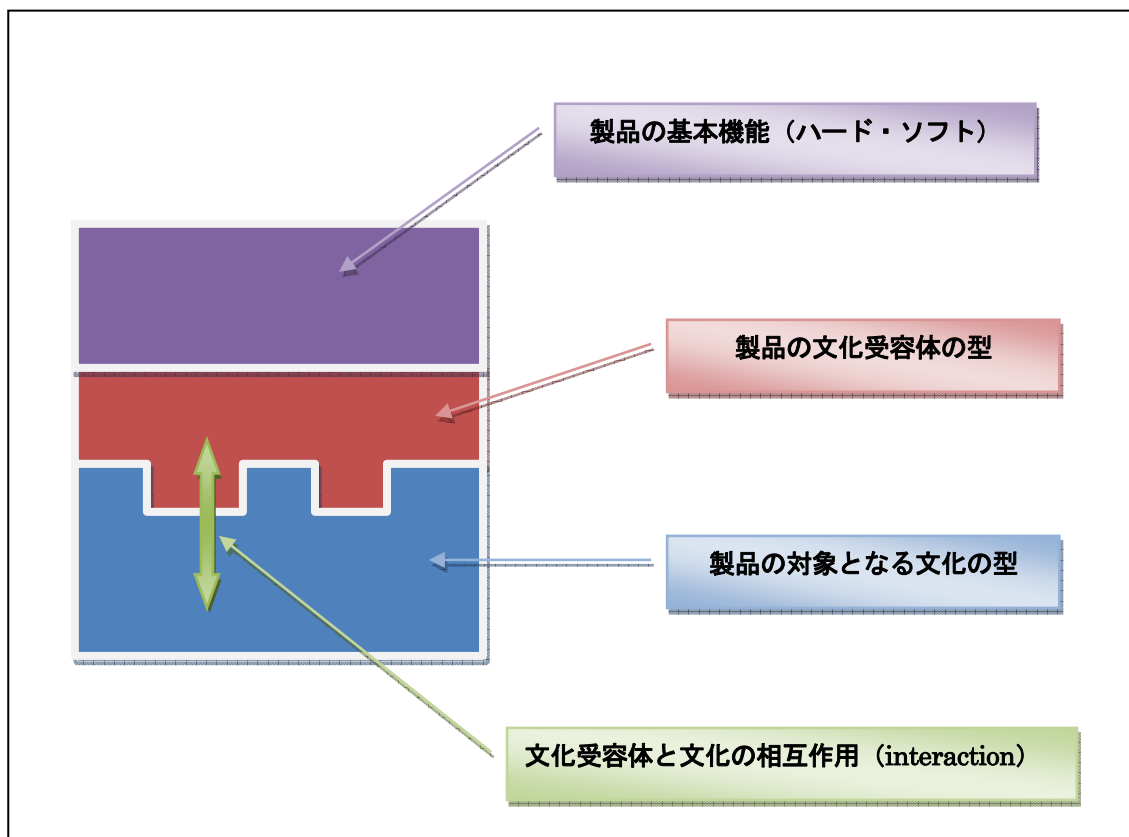 製品の基本機能（ハード・ソフト）
製品の文化受容体の型
製品の対象となる文化の型
文化受容体と文化の相互作用（interaction）